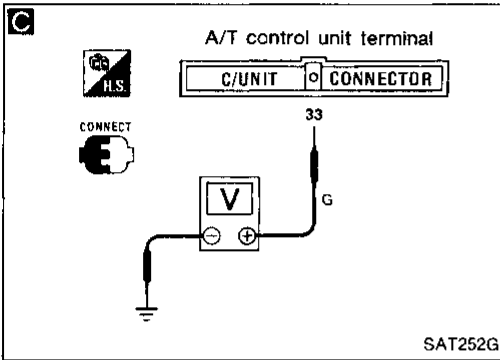 C
A/T control unit terminal
H.S.
C/UNIT CONNECTOR
CONNECT
33
G
V
− +
SAT252G